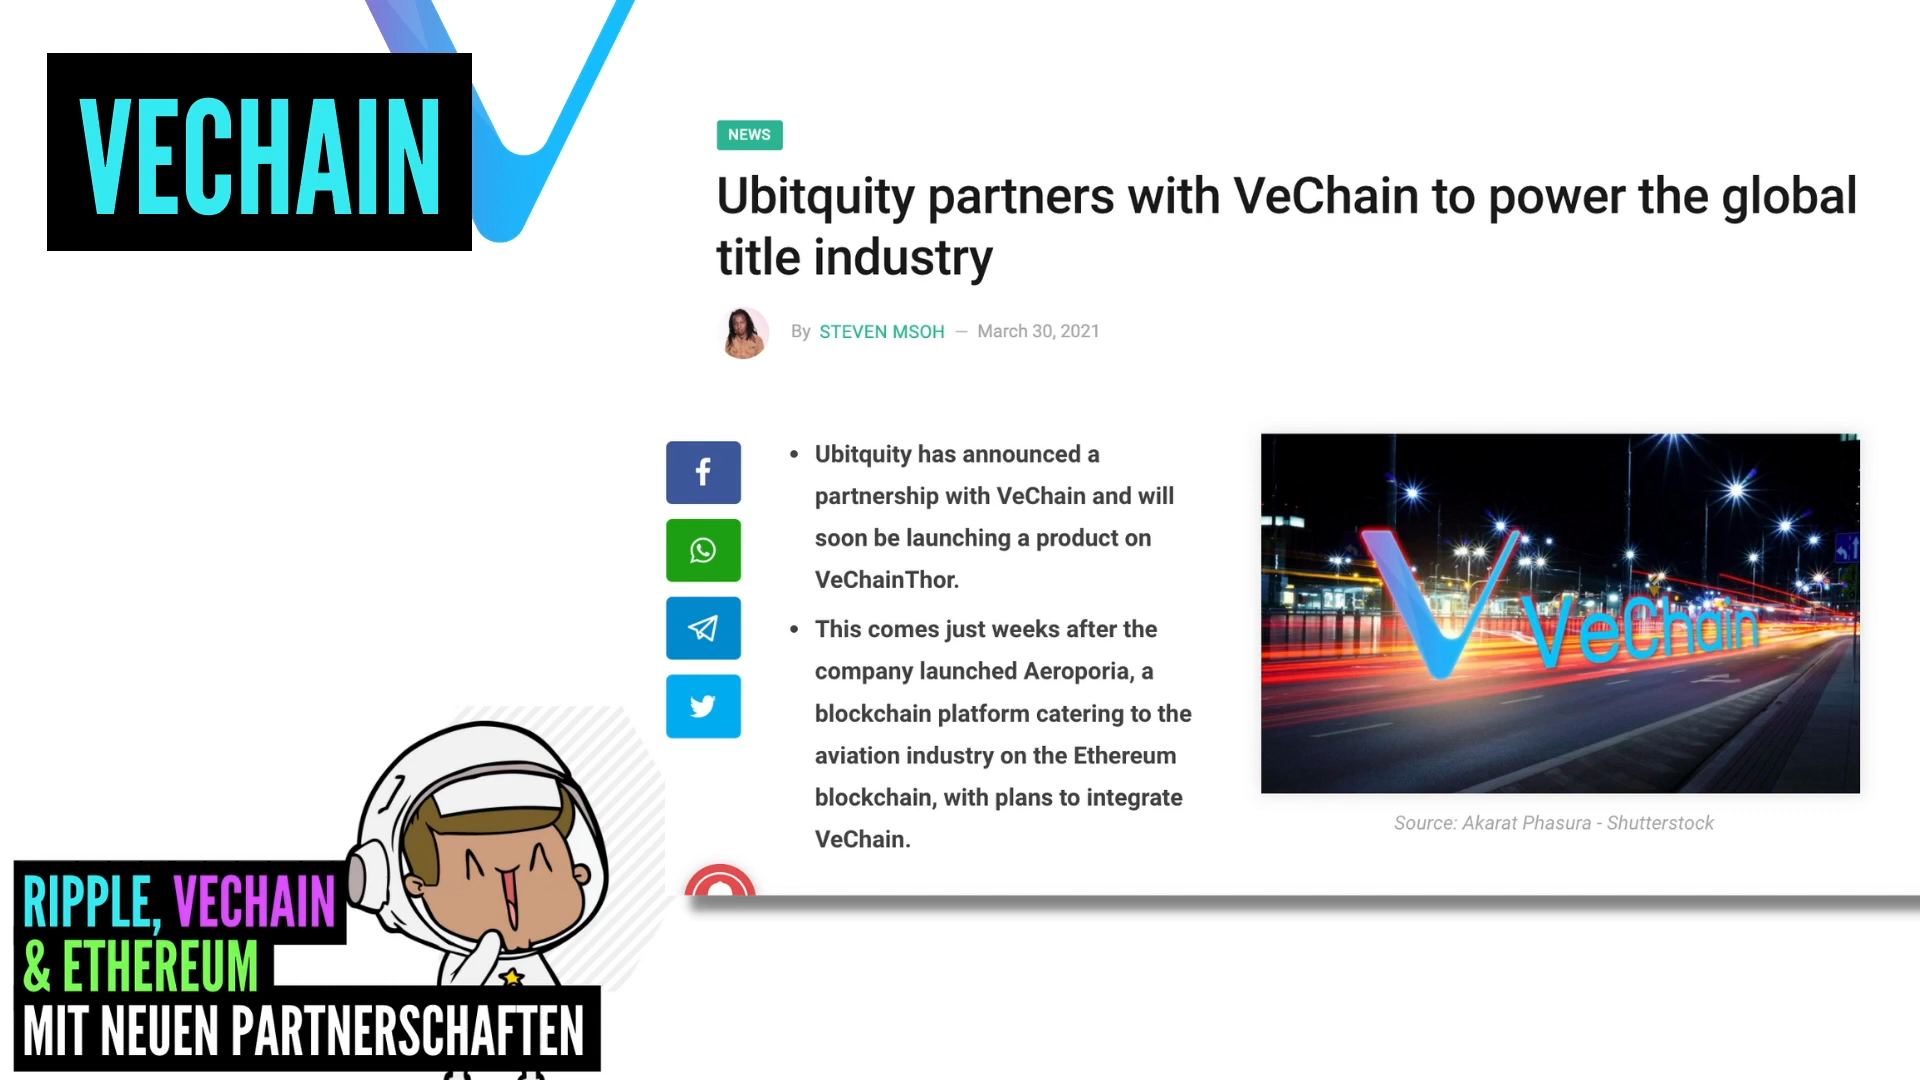 VECHAIN
NEWS
Ubitquity partners with VeChain to power the global
title industry
By STEVEN MSOH — March 30, 2021
• Ubitquity has announced a
partnership with VeChain and will
soon be launching a product on
VeChainThor.
• This comes just weeks after the
company launched Aeroporia, a
blockchain platform catering to the
aviation industry on the Ethereum
blockchain, with plans to integrate
VeChain.
VeChain
Source: Akarat Phasura - Shutterstock
RIPPLE, VECHAIN
& ETHEREUM
MIT NEUEN PARTNERSCHAFTEN